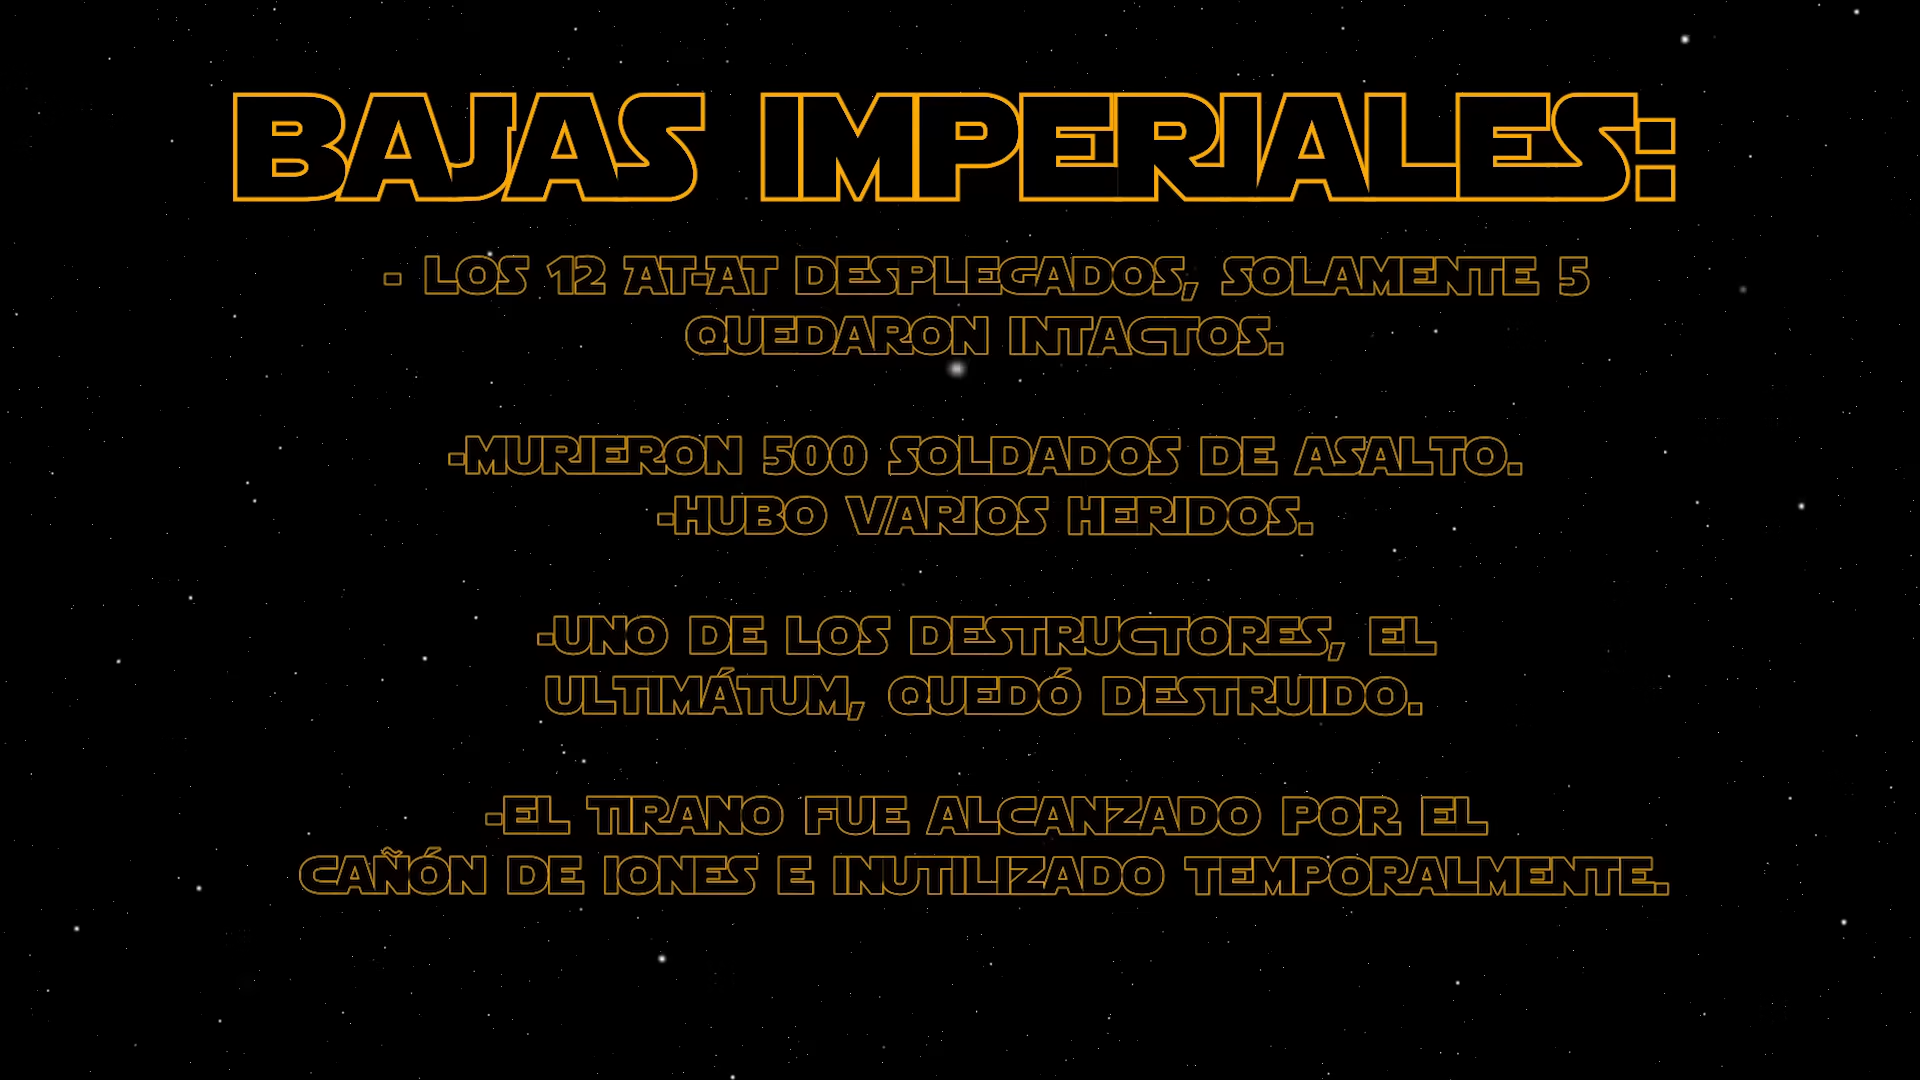 BAJAS IMPERIALES:
- LOS 12 AT-AT DESPLEGADOS, SOLAMENTE 5
QUEDARON INTACTOS.
-MURIERON 500 SOLDADOS DE ASALTO.
-HUBO VARIOS HERIDOS.
-UNO DE LOS DESTRUCTORES, EL
ULTIMÁTUM, QUEDÓ DESTRUIDO.
-EL TIRANO FUE ALCANZADO POR EL
CAÑÓN DE IONES E INUTILIZADO TEMPORALMENTE.